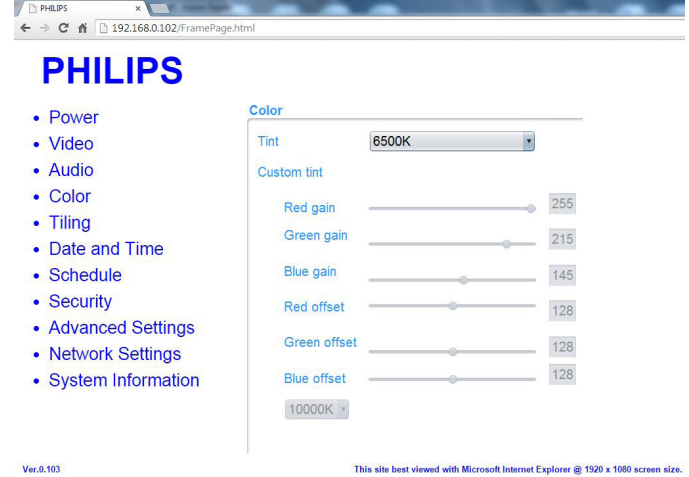 PHILIPS
192.168.0.102/FramePage.html
PHILIPS
Power
Video
Audio
Color
Tiling
Date and Time
Schedule
Security
Advanced Settings
Network Settings
System Information
Color
Tint 6500K
Custom tint
Red gain 255
Green gain 215
Blue gain 145
Red offset 128
Green offset 128
Blue offset 128
10000K
Ver.0.103 This site best viewed with Microsoft Internet Explorer @ 1920 x 1080 screen size.